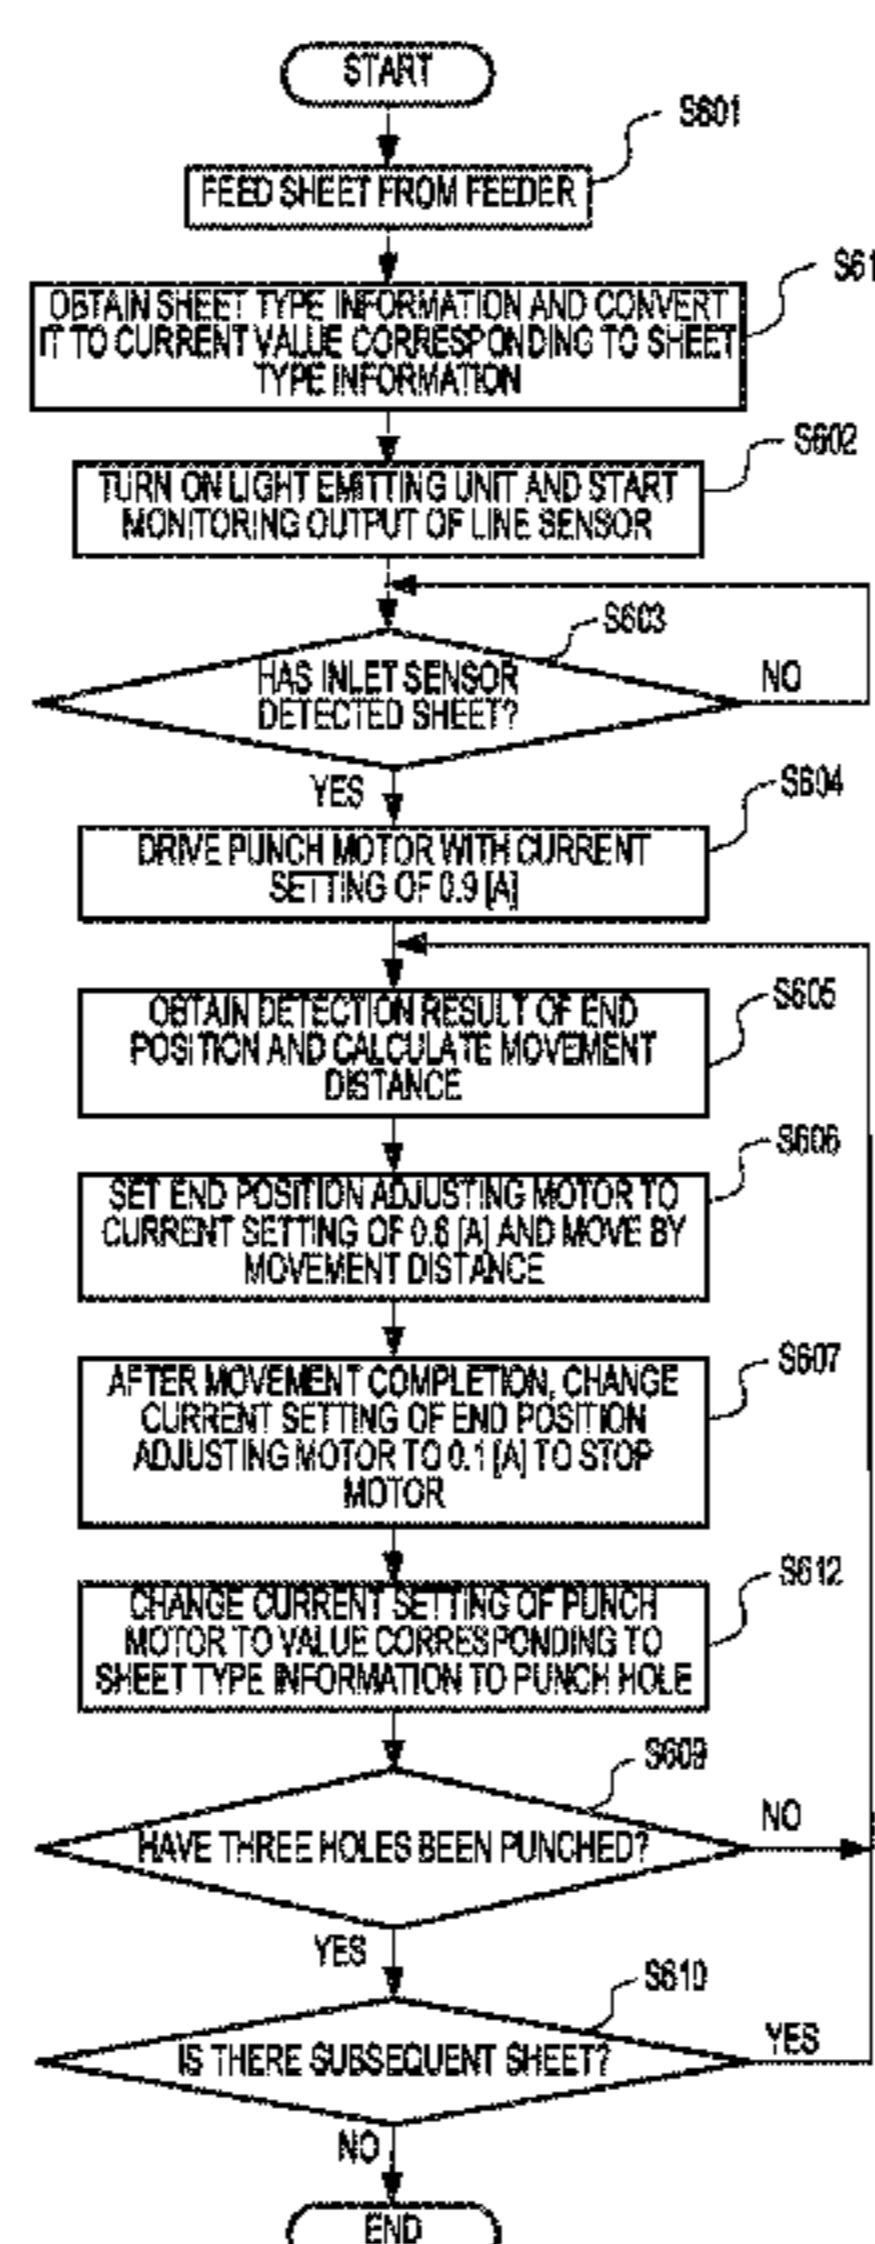 START
S601
FEED SHEET FROM FEEDER
S61
OBTAIN SHEET TYPE INFORMATION AND CONVERT
IT TO CURRENT VALUE CORRESPONDING TO SHEET
TYPE INFORMATION
S602
TURN ON LIGHT EMITTING UNIT AND START
MONITORING OUTPUT OF LINE SENSOR
S603
HAS INLET SENSOR
DETECTED SHEET?
NO
YES
S604
DRIVE PUNCH MOTOR WITH CURRENT
SETTING OF 0.9 [A]
S605
OBTAIN DETECTION RESULT OF END
POSITION AND CALCULATE MOVEMENT
DISTANCE
S606
SET END POSITION ADJUSTING MOTOR TO
CURRENT SETTING OF [A] AND MOVE BY
MOVEMENT DISTANCE
S607
AFTER MOVEMENT COMPLETION, CHANGE
CURRENT SETTING OF END POSITION
ADJUSTING MOTOR TO 0.1 [A] TO STOP
MOTOR
S612
CHANGE CURRENT SETTING OF PUNCH
MOTOR TO VALUE CORRESPONDING TO
SHEET TYPE INFORMATION TO PUNCH HOLE
S609
HAVE THREE HOLES BEEN PUNCHED?
NO
YES
S610
IS THERE SUBSEQUENT SHEET?
YES
NO
END